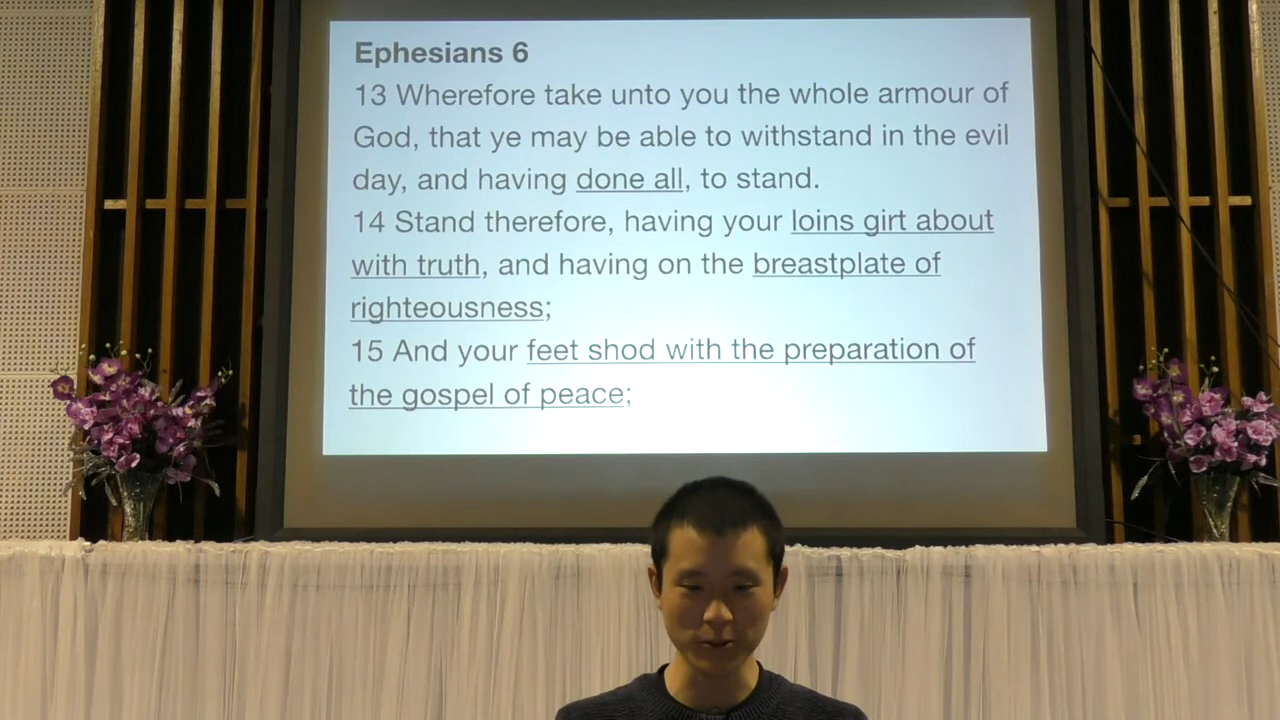 Ephesians 6
13 Wherefore take unto you the whole armour of
God, that ye may be able to withstand in the evil
day, and having done all, to stand.
14 Stand therefore, having your loins girt about
with truth, and having on the breastplate of
righteousness;
15 And your feet shod with the preparation of
the gospel of peace;